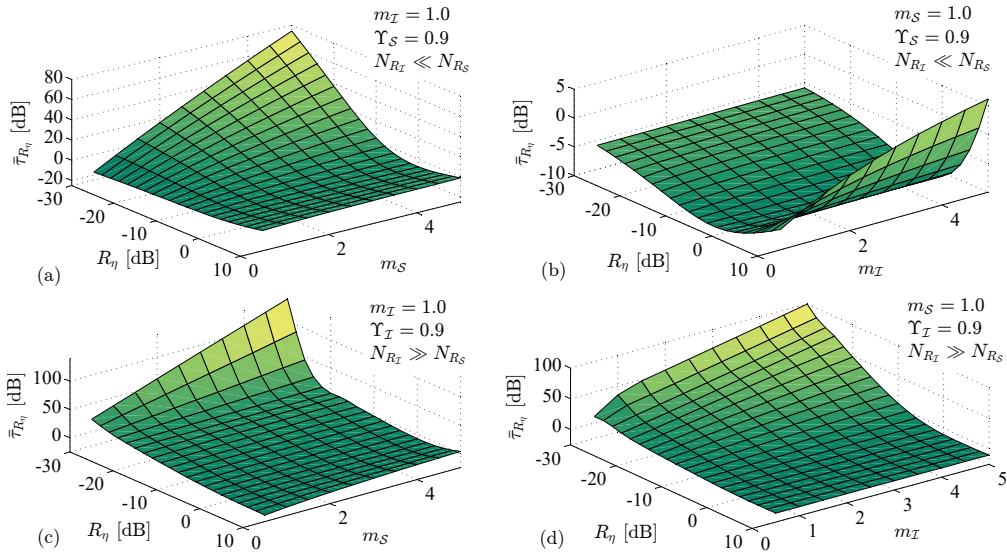 m_I = 1.0
Υ_S = 0.9
N_{R_I} ≪ N_{R_S}
80
60
40
20
0
-20
τ̄_{R_η} [dB]
-30
-20
-10
0
10
R_η [dB]
0
2
4
m_S
(a)
m_S = 1.0
Υ_S = 0.9
N_{R_I} ≪ N_{R_S}
5
0
-5
-10
τ̄_{R_η} [dB]
-30
-20
-10
0
10
R_η [dB]
0
2
4
m_I
(b)
m_I = 1.0
Υ_I = 0.9
N_{R_I} ≫ N_{R_S}
100
50
0
τ̄_{R_η} [dB]
-30
-20
-10
0
10
R_η [dB]
0
2
4
m_S
(c)
m_S = 1.0
Υ_I = 0.9
N_{R_I} ≫ N_{R_S}
100
50
0
τ̄_{R_η} [dB]
-30
-20
-10
0
10
R_η [dB]
0
1
2
3
4
5
m_I
(d)